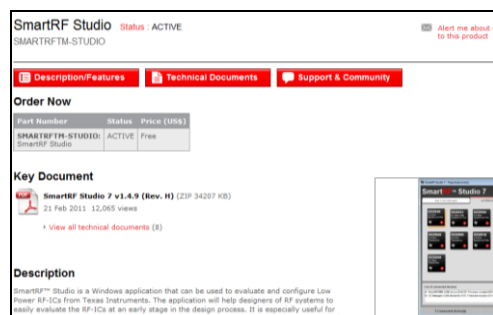 SmartRF Studio Status : ACTIVE
SMARTRFTM-STUDIO
Alert me about
to this product
Description/Features Technical Documents Support & Community
Order Now
Part Number Status Price (US$)
SMARTRFTM-STUDIO: ACTIVE Free
SmartRF Studio
Key Document
SmartRF Studio 7 v1.4.9 (Rev. H) (ZIP 34207 KB)
21 Feb 2011 12,065 views
View all technical documents (8)
SmartRF™ Studio 7
Description
SmartRF™ Studio is a Windows application that can be used to evaluate and configure Low
Power RF-ICs from Texas Instruments. The application will help designers of RF systems to
easily evaluate the RF-ICs at an early stage in the design process. It is especially useful for